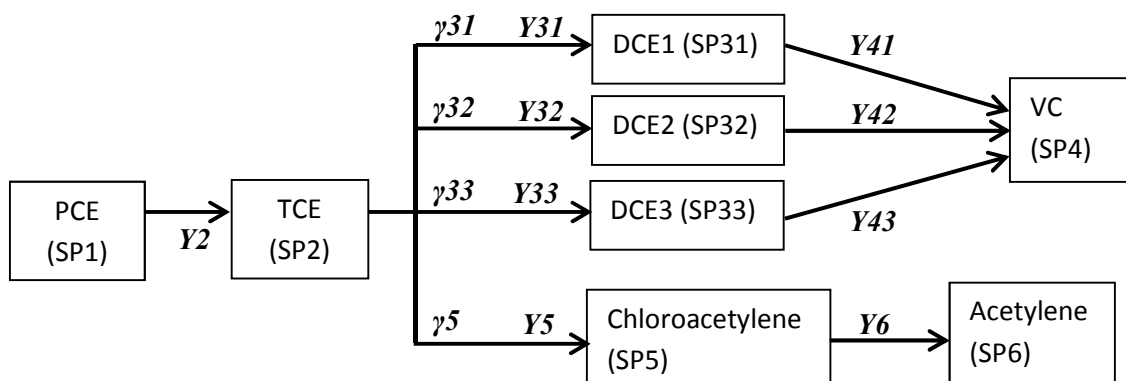 γ31 Y31 DCE1 (SP31) Y41
γ32 Y32 DCE2 (SP32) Y42
VC
(SP4)
PCE
(SP1)
Y2
TCE
(SP2)
γ33 Y33 DCE3 (SP33) Y43
γ5 Y5 Chloroacetylene
(SP5)
Y6
Acetylene
(SP6)